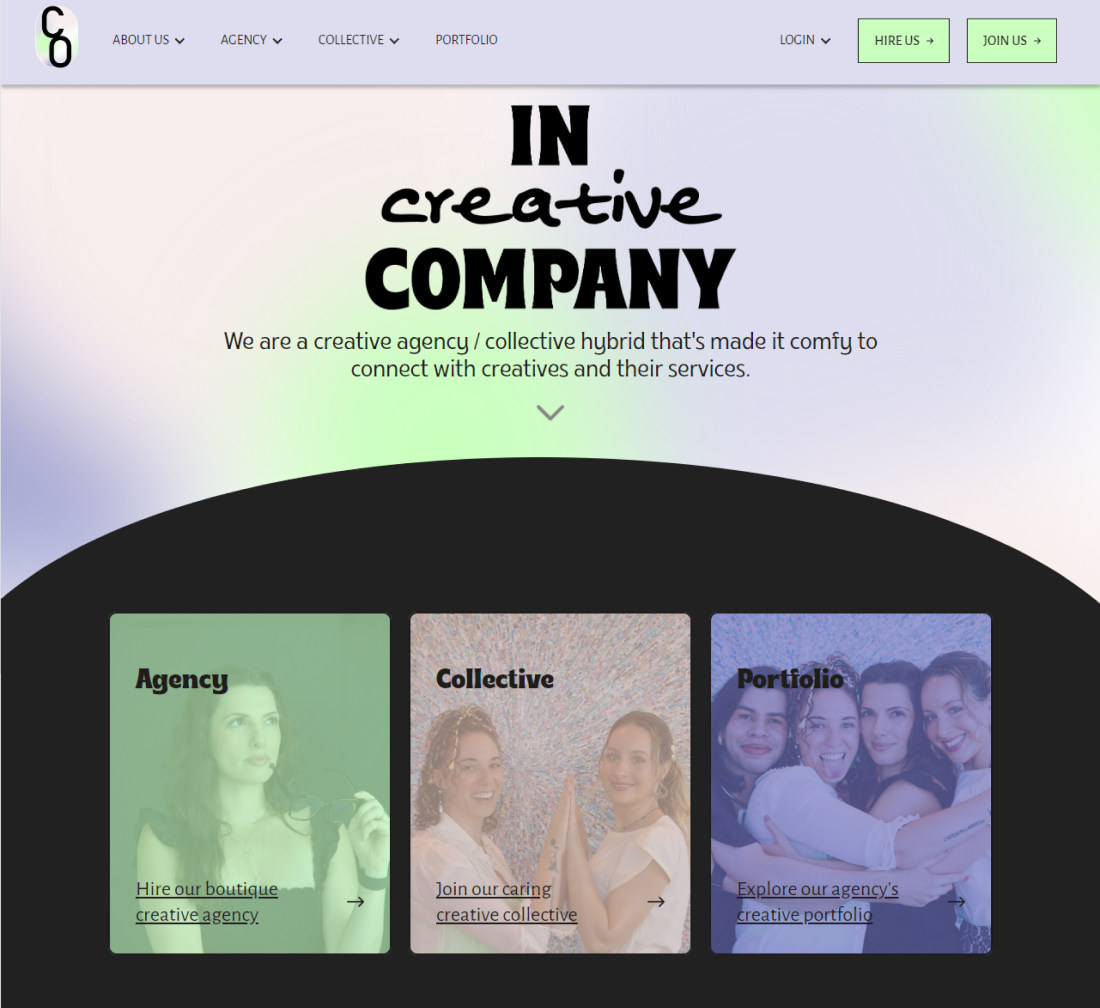 CO
ABOUT US
AGENCY
COLLECTIVE
PORTFOLIO
LOGIN
HIRE US →
JOIN US →
IN
creative
COMPANY
We are a creative agency / collective hybrid that's made it comfy to
connect with creatives and their services.
Agency
Hire our boutique
creative agency
→
Collective
Join our caring
creative collective
→
Portfolio
Explore our agency's
creative portfolio
→